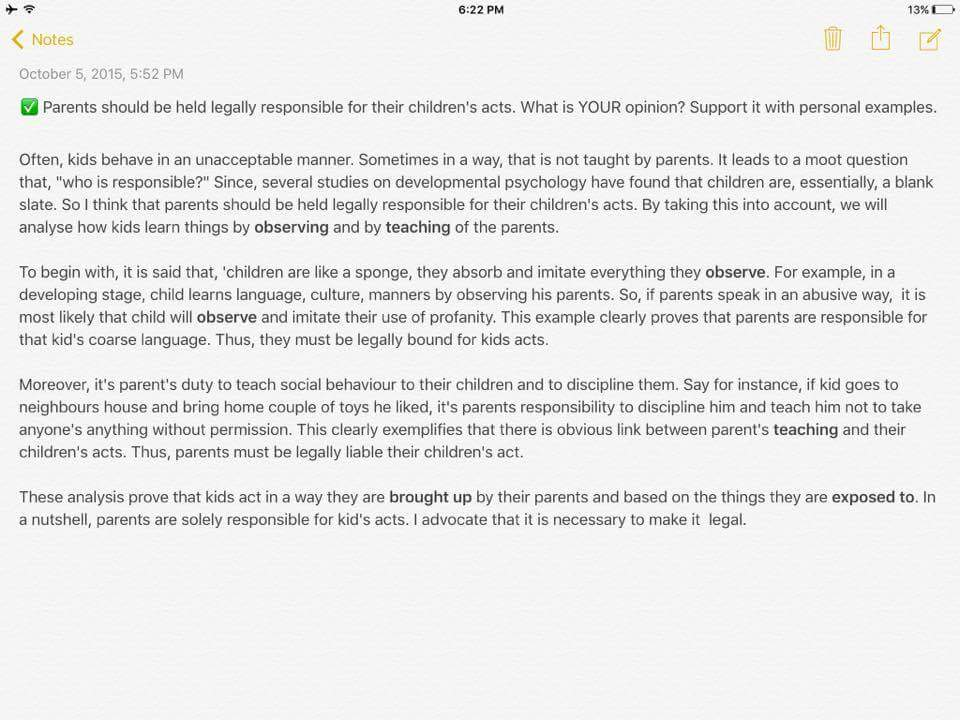 6:22 PM
13%
Notes
October 5, 2015, 5:52 PM
✅ Parents should be held legally responsible for their children's acts. What is YOUR opinion? Support it with personal examples.
Often, kids behave in an unacceptable manner. Sometimes in a way, that is not taught by parents. It leads to a moot question
that, "who is responsible?" Since, several studies on developmental psychology have found that children are, essentially, a blank
slate. So I think that parents should be held legally responsible for their children's acts. By taking this into account, we will
analyse how kids learn things by observing and by teaching of the parents.
To begin with, it is said that, 'children are like a sponge, they absorb and imitate everything they observe. For example, in a
developing stage, child learns language, culture, manners by observing his parents. So, if parents speak in an abusive way,  it is
most likely that child will observe and imitate their use of profanity. This example clearly proves that parents are responsible for
that kid's coarse language. Thus, they must be legally bound for kids acts.
Moreover, it's parent's duty to teach social behaviour to their children and to discipline them. Say for instance, if kid goes to
neighbours house and bring home couple of toys he liked, it's parents responsibility to discipline him and teach him not to take
anyone's anything without permission. This clearly exemplifies that there is obvious link between parent's teaching and their
children's acts. Thus, parents must be legally liable their children's act.
These analysis prove that kids act in a way they are brought up by their parents and based on the things they are exposed to. In
a nutshell, parents are solely responsible for kid's acts. I advocate that it is necessary to make it  legal.